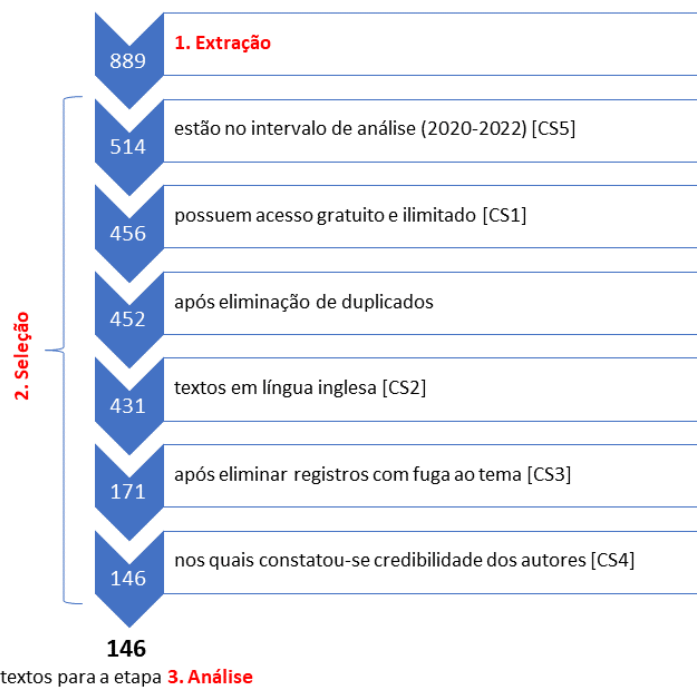 889
1. Extração
514
estão no intervalo de análise (2020-2022) [CS5]
456
possuem acesso gratuito e ilimitado [CS1]
452
após eliminação de duplicados
2. Seleção
431
textos em língua inglesa [CS2]
171
após eliminar registros com fuga ao tema [CS3]
146
nos quais constatou-se credibilidade dos autores [CS4]
146
textos para a etapa 3. Análise